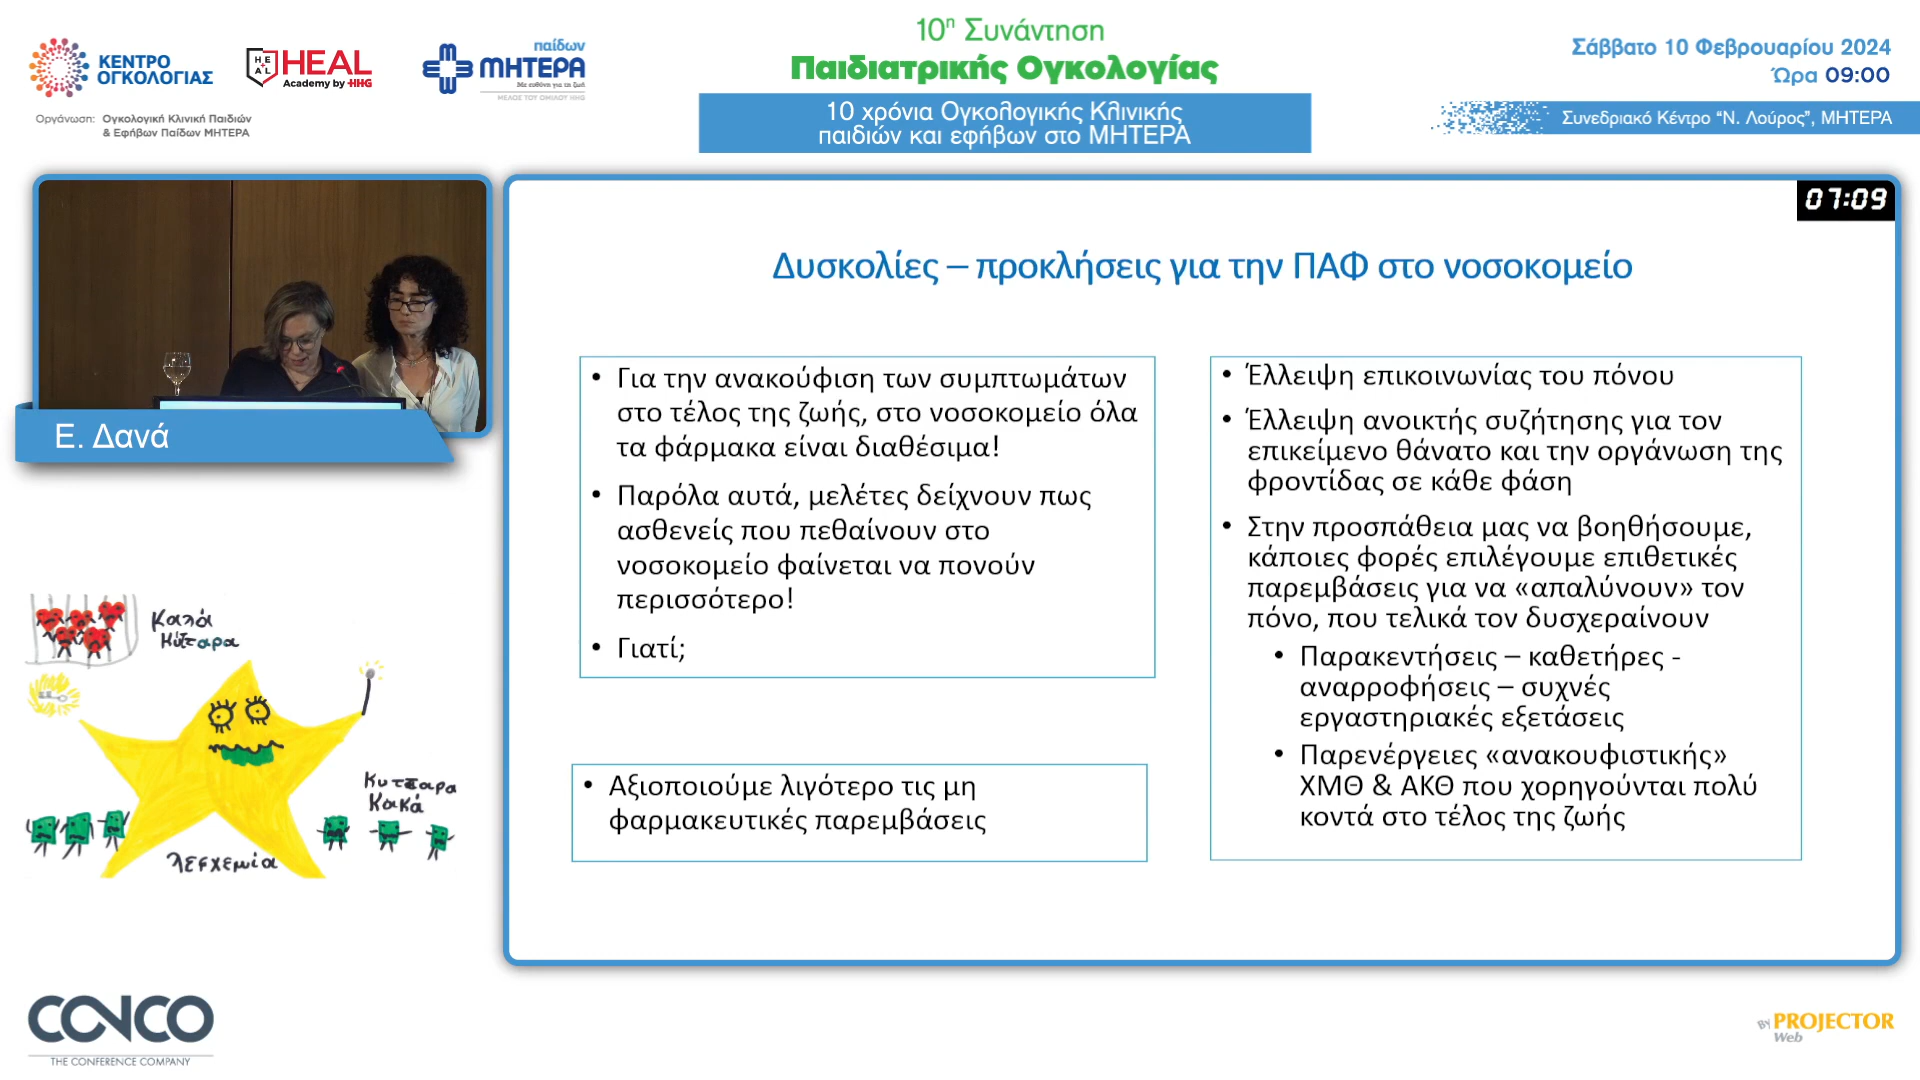 ΚΕΝΤΡΟ
ΟΓΚΟΛΟΓΙΑΣ
HEAL
HEAL
Academy by HHG
παίδων
ΜΗΤΕΡΑ
Με ευθύνη για τη ζωή
ΜΕΛΟΣ ΤΟΥ ΟΜΙΛΟΥ HHG
Οργάνωση: Ογκολογική Κλινική Παιδιών
& Εφήβων Παίδων ΜΗΤΕΡΑ
10η Συνάντηση
Παιδιατρικής Ογκολογίας
10 χρόνια Ογκολογικής Κλινικής
παιδιών και εφήβων στο ΜΗΤΕΡΑ
Σάββατο 10 Φεβρουαρίου 2024
Ώρα 09:00
Συνεδριακό Κέντρο “Ν. Λούρος”, ΜΗΤΕΡΑ
07:09
Ε. Δανά
Δυσκολίες – προκλήσεις για την ΠΑΦ στο νοσοκομείο
• Για την ανακούφιση των συμπτωμάτων
στο τέλος της ζωής, στο νοσοκομείο όλα
τα φάρμακα είναι διαθέσιμα!
• Παρόλα αυτά, μελέτες δείχνουν πως
ασθενείς που πεθαίνουν στο
νοσοκομείο φαίνεται να πονούν
περισσότερο!
• Γιατί;
• Αξιοποιούμε λιγότερο τις μη
φαρμακευτικές παρεμβάσεις
• Έλλειψη επικοινωνίας του πόνου
• Έλλειψη ανοικτής συζήτησης για τον
επικείμενο θάνατο και την οργάνωση της
φροντίδας σε κάθε φάση
• Στην προσπάθεια μας να βοηθήσουμε,
κάποιες φορές επιλέγουμε επιθετικές
παρεμβάσεις για να «απαλύνουν» τον
πόνο, που τελικά τον δυσχεραίνουν
• Παρακεντήσεις – καθετήρες -
αναρροφήσεις – συχνές
εργαστηριακές εξετάσεις
• Παρενέργειες «ανακουφιστικής»
ΧΜΘ & ΑΚΘ που χορηγούνται πολύ
κοντά στο τέλος της ζωής
Καλά
Κύτταρα
Κυτταρα
Κακά
λεγχεμία
CONCO
THE CONFERENCE COMPANY
BY PROJECTOR
Web